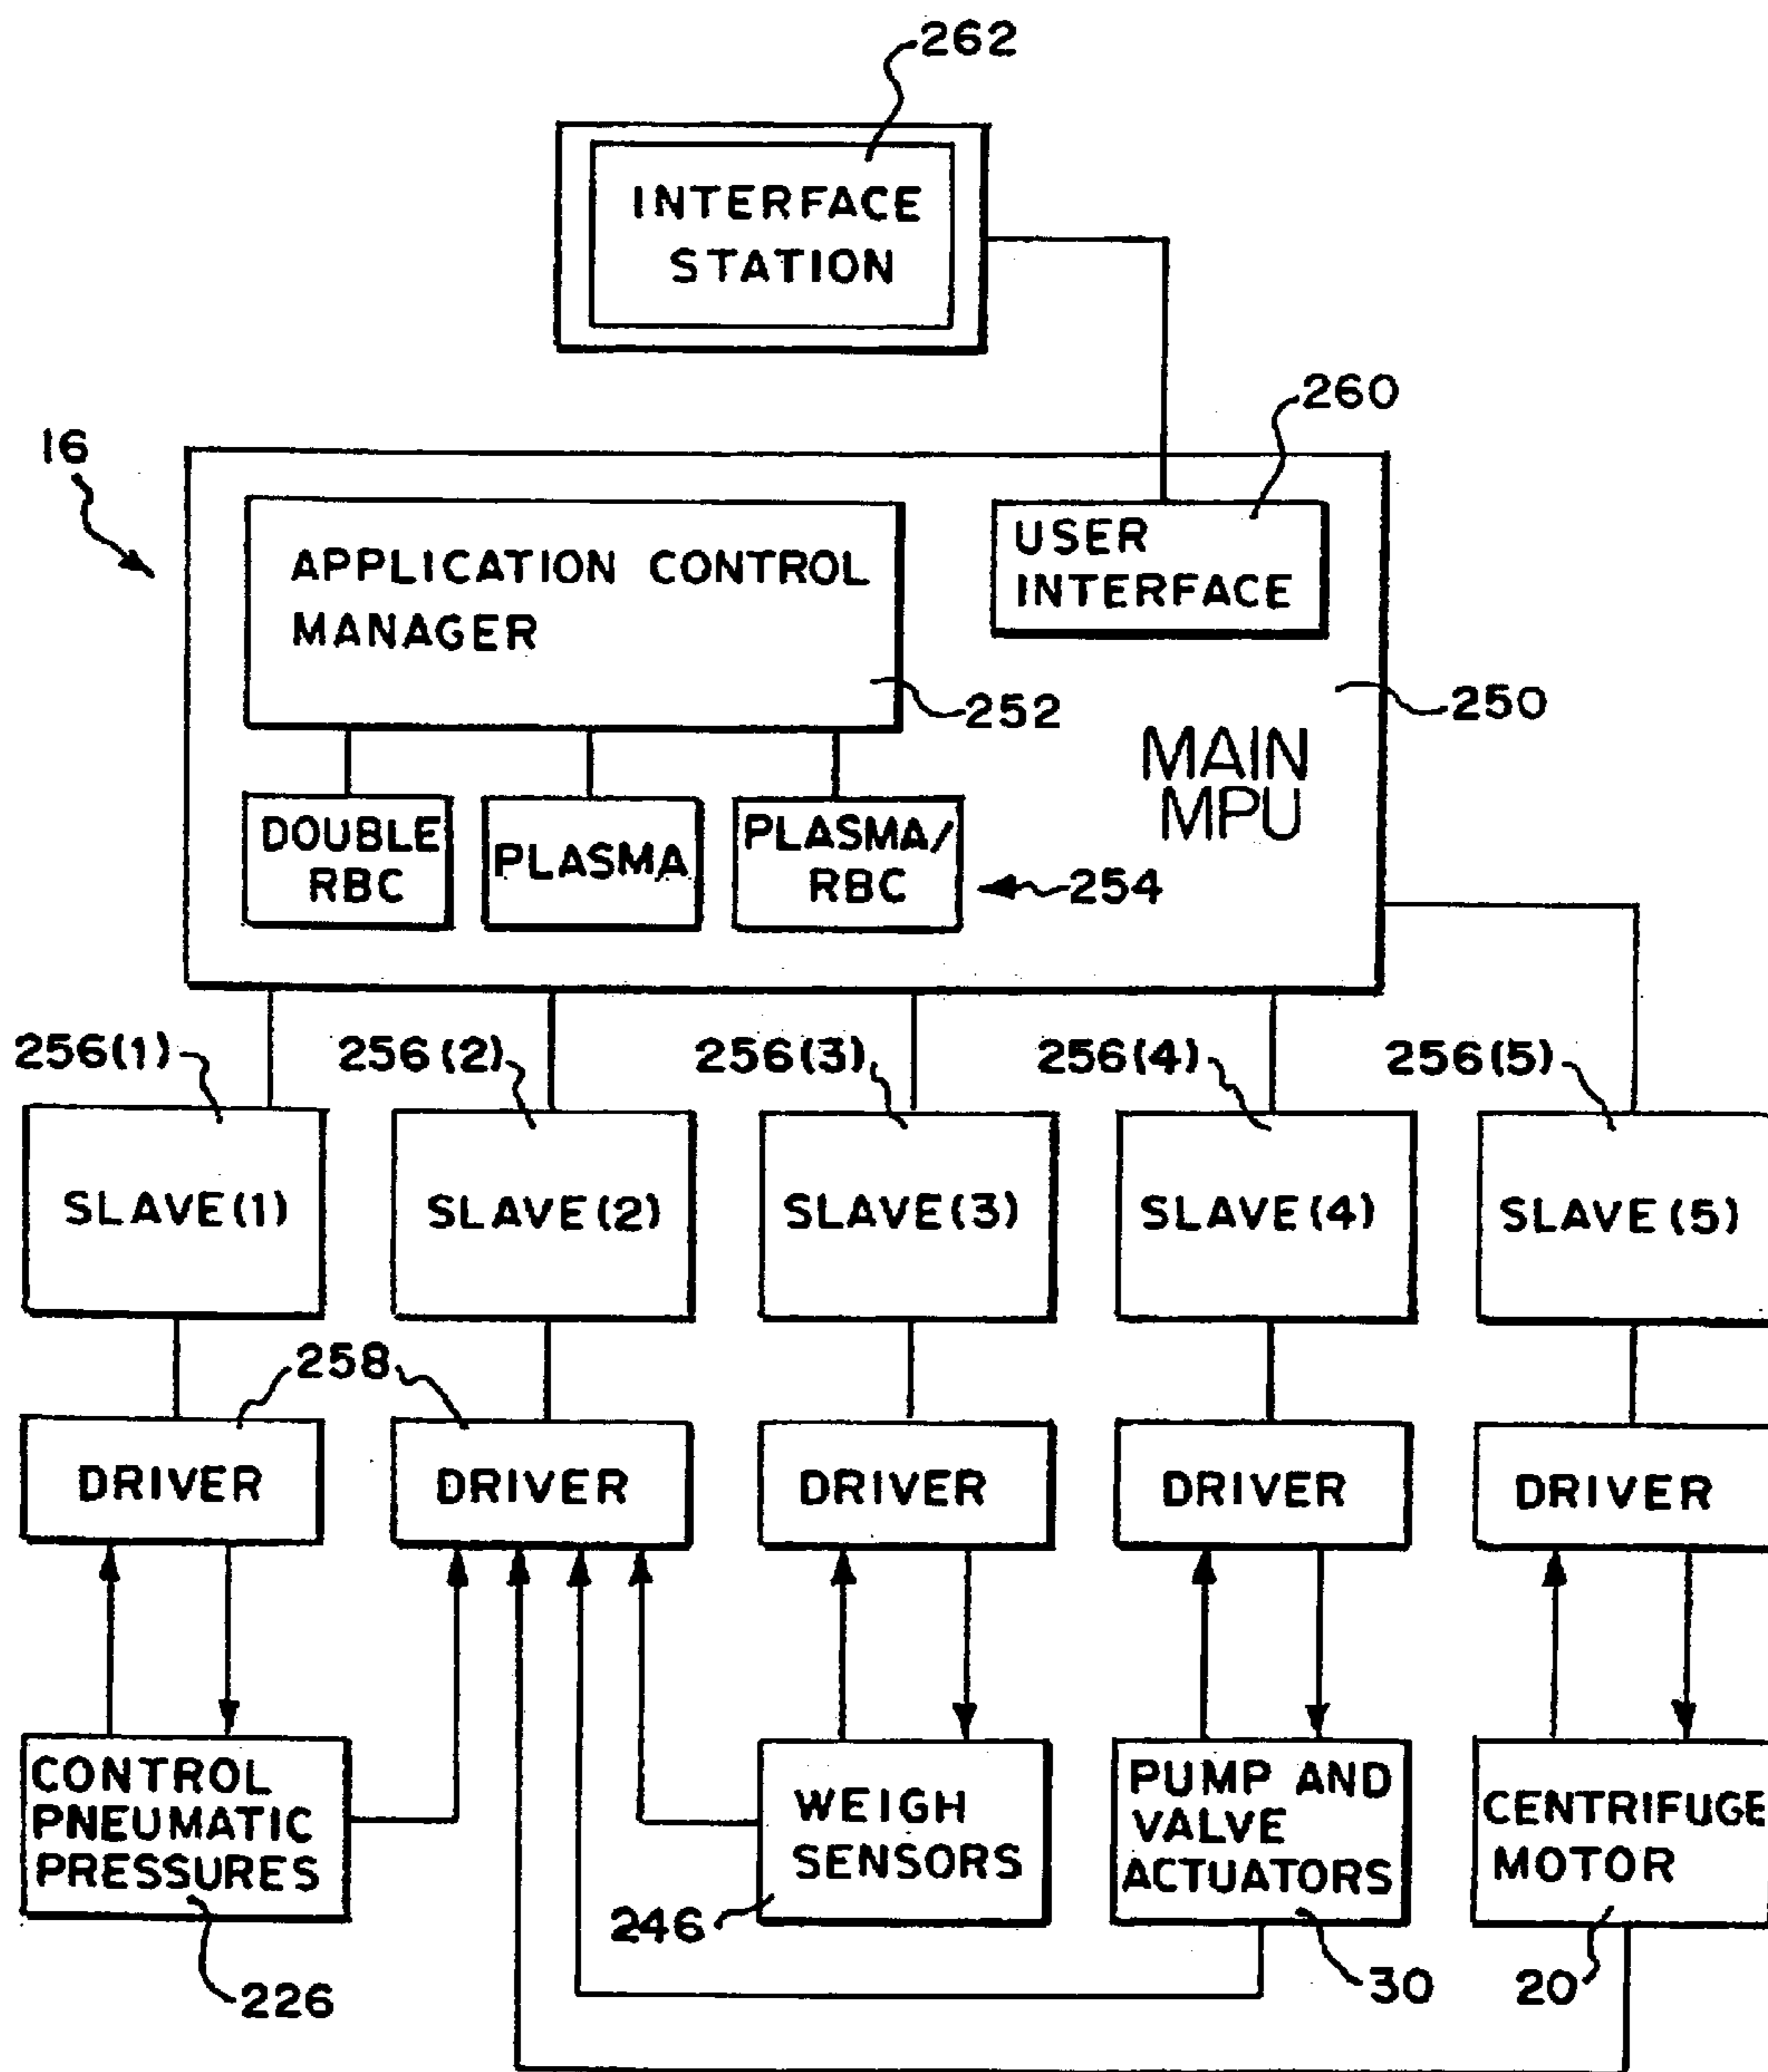 262
INTERFACE
STATION
260
16
APPLICATION CONTROL
MANAGER
USER
INTERFACE
252
250
MAIN
MPU
DOUBLE
RBC
PLASMA
PLASMA/
RBC
254
256(1)
256(2)
256(3)
256(4)
256(5)
SLAVE(1)
SLAVE(2)
SLAVE(3)
SLAVE(4)
SLAVE(5)
258
DRIVER
DRIVER
DRIVER
DRIVER
DRIVER
CONTROL
PNEUMATIC
PRESSURES
WEIGH
SENSORS
PUMP AND
VALVE
ACTUATORS
CENTRIFUGE
MOTOR
226
246
30
20